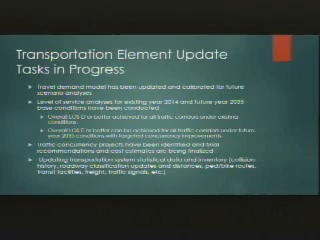 Transportation Element Update
Tasks in Progress
Travel demand model has been updated and calibrated for future
scenario analyses
Level of service analyses for existing year 2014 and future year 2035
base conditions have been conducted
Overall LOS D or better achieved for all traffic corridors under existing
conditions
Overall LOS E or better can be achieved for all traffic corridors under future
year 2035 conditions with targeted concurrency improvements
Traffic concurrency projects have been identified and final
recommendations and cost estimates are being finalized
Updating transportation system statistical data and inventory (collision
history, roadway classification updates and distances, ped/bike routes,
transit facilities, freight, traffic signals, etc.)